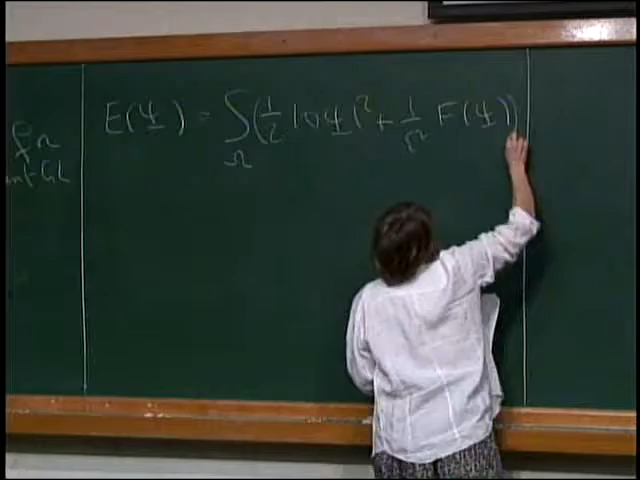 E(Ψ) = ∫_Ω (1/2 |∇Ψ|² + 1/ε² F(Ψ))